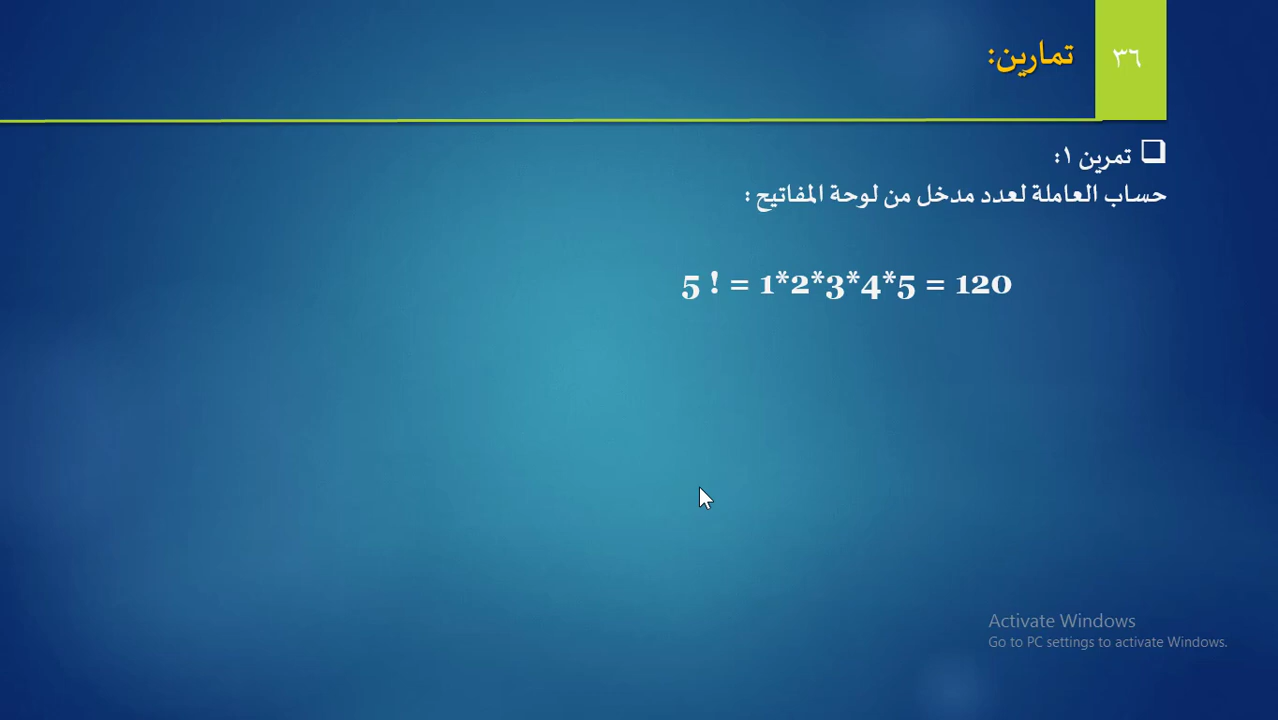 ٣٦
تمارين:
تمرين ١:
حساب العاملة لعدد مدخل من لوحة المفاتيح :
5 ! = 1*2*3*4*5 = 120
Activate Windows
Go to PC settings to activate Windows.